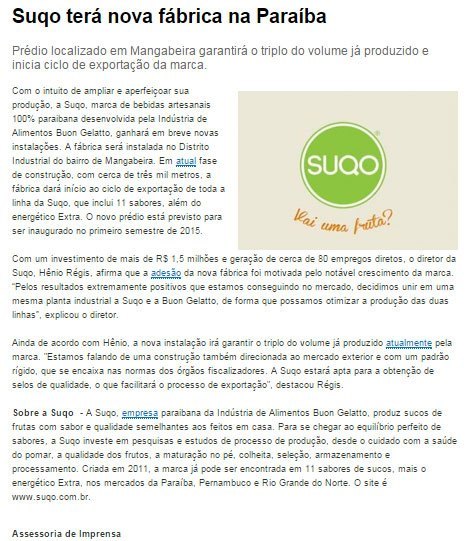 Suqo terá nova fábrica na Paraíba
Prédio localizado em Mangabeira garantirá o triplo do volume já produzido e
inicia ciclo de exportação da marca.
Com o intuito de ampliar e aperfeiçoar sua
produção, a Suqo, marca de bebidas artesanais
100% paraibana desenvolvida pela Indústria de
Alimentos Buon Gelatto, ganhará em breve novas
instalações. A fábrica será instalada no Distrito
Industrial do bairro de Mangabeira. Em atual fase
de construção, com cerca de três mil metros, a
fábrica dará início ao ciclo de exportação de toda a
linha da Suqo, que inclui 11 sabores, além do
energético Extra. O novo prédio está previsto para
ser inaugurado no primeiro semestre de 2015.
SUQO
®
Vai uma fruta?
Com um investimento de mais de R$ 1,5 milhões e geração de cerca de 80 empregos diretos, o diretor da
Suqo, Hênio Régis, afirma que a adesão da nova fábrica foi motivada pelo notável crescimento da marca.
"Pelos resultados extremamente positivos que estamos conseguindo no mercado, decidimos unir em uma
mesma planta industrial a Suqo e a Buon Gelatto, de forma que possamos otimizar a produção das duas
linhas", explicou o diretor.
Ainda de acordo com Hênio, a nova instalação irá garantir o triplo do volume já produzido atualmente pela
marca. "Estamos falando de uma construção também direcionada ao mercado exterior e com um padrão
rígido, que se encaixa nas normas dos órgãos fiscalizadores. A Suqo estará apta para a obtenção de
selos de qualidade, o que facilitará o processo de exportação", destacou Régis.
Sobre a Suqo - A Suqo, empresa paraibana da Indústria de Alimentos Buon Gelatto, produz sucos de
frutas com sabor e qualidade semelhantes aos feitos em casa. Para se chegar ao equilíbrio perfeito de
sabores, a Suqo investe em pesquisas e estudos de processo de produção, desde o cuidado com a saúde
do pomar, a qualidade dos frutos, a maturação no pé, colheita, seleção, armazenamento e
processamento. Criada em 2011, a marca já pode ser encontrada em 11 sabores de sucos, mais o
energético Extra, nos mercados da Paraíba, Pernambuco e Rio Grande do Norte. O site é
www.suqo.com.br.
Assessoria de Imprensa